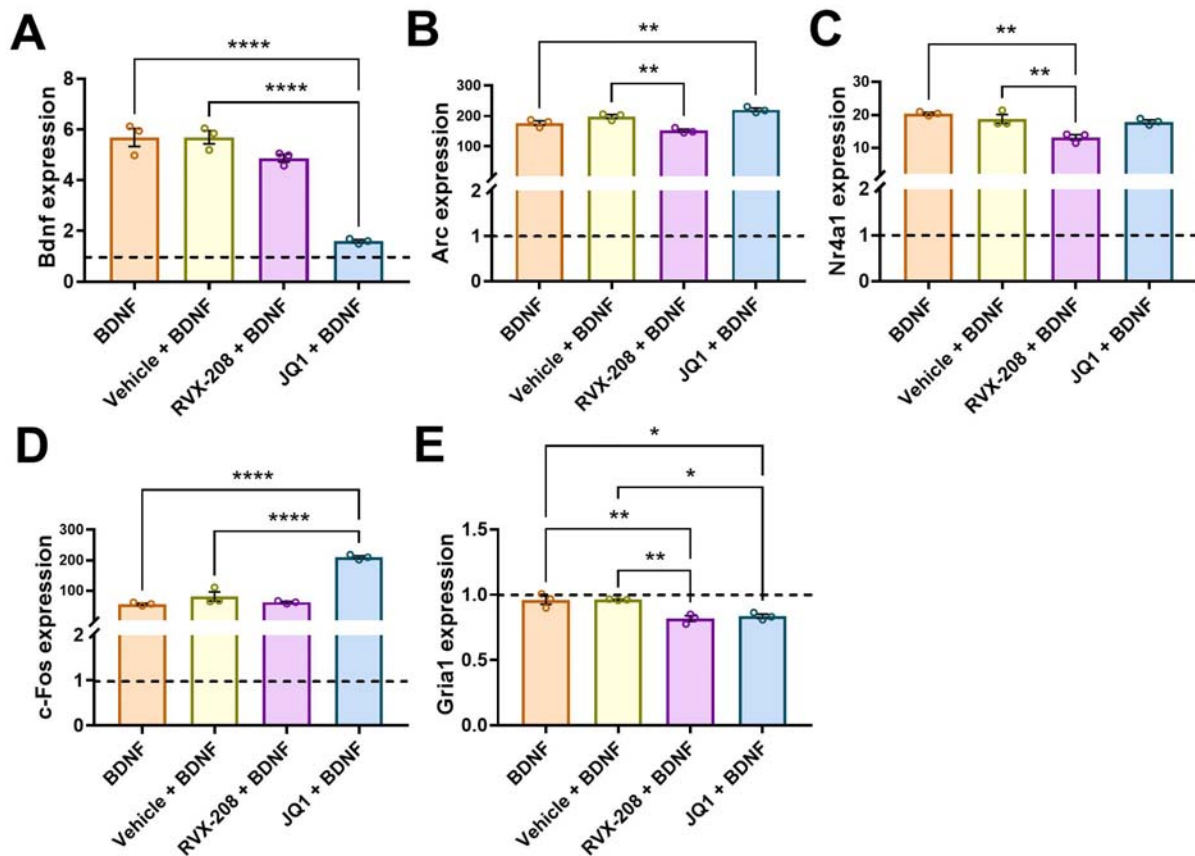 A
****
****
Bdnf expression
8
6
4
2
0
BDNF
Vehicle + BDNF
RVX-208 + BDNF
JQ1 + BDNF
B
**
**
Arc expression
300
200
100
2
1
0
BDNF
Vehicle + BDNF
RVX-208 + BDNF
JQ1 + BDNF
C
**
**
Nr4a1 expression
30
20
10
2
1
0
BDNF
Vehicle + BDNF
RVX-208 + BDNF
JQ1 + BDNF
D
****
****
c-Fos expression
300
200
100
2
1
0
BDNF
Vehicle + BDNF
RVX-208 + BDNF
JQ1 + BDNF
E
*
*
**
**
Gria1 expression
1.5
1.0
0.5
0.0
BDNF
Vehicle + BDNF
RVX-208 + BDNF
JQ1 + BDNF